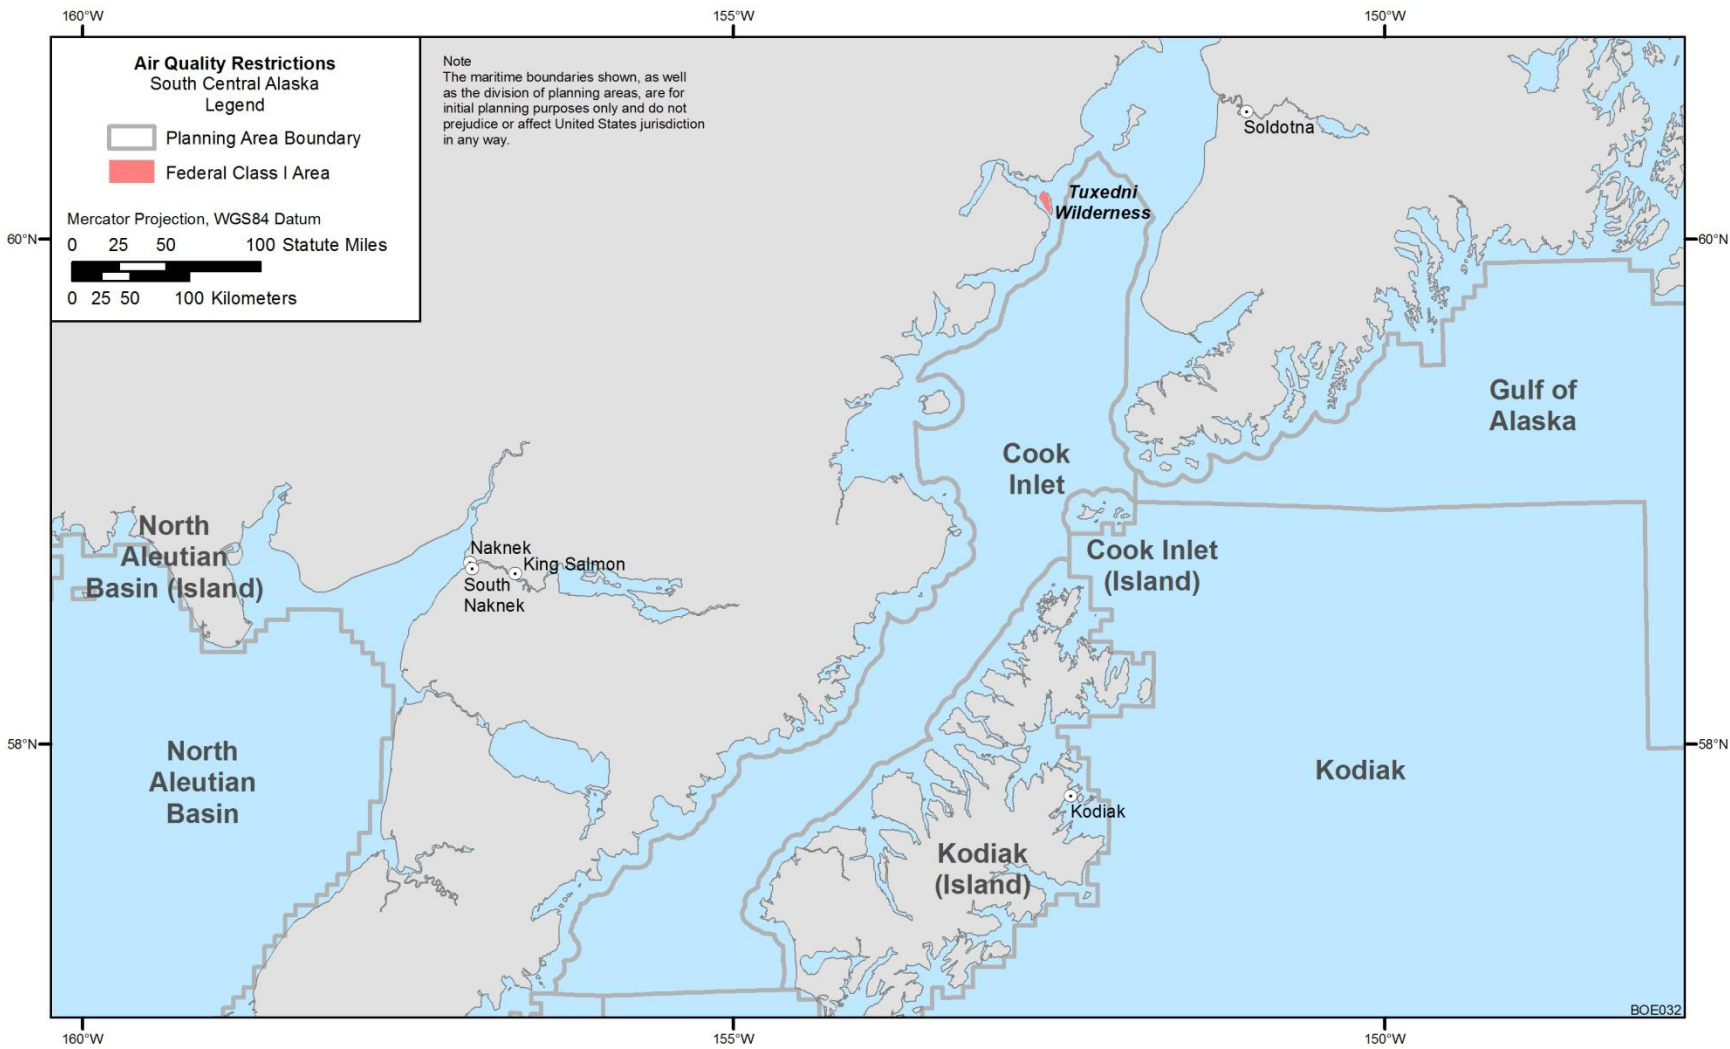 160°W
155°W
150°W
Air Quality Restrictions
South Central Alaska
Legend
Planning Area Boundary
Federal Class I Area
Mercator Projection, WGS84 Datum
0 25 50 100 Statute Miles
0 25 50 100 Kilometers
Note
The maritime boundaries shown, as well
as the division of planning areas, are for
initial planning purposes only and do not
prejudice or affect United States jurisdiction
in any way.
Soldotna
Tuxedni
Wilderness
60°N
60°N
Gulf of
Alaska
Cook
Inlet
North
Aleutian
Basin (Island)
Naknek
King Salmon
South
Naknek
Cook Inlet
(Island)
58°N
58°N
North
Aleutian
Basin
Kodiak
Kodiak
Kodiak
(Island)
BOE032
160°W
155°W
150°W